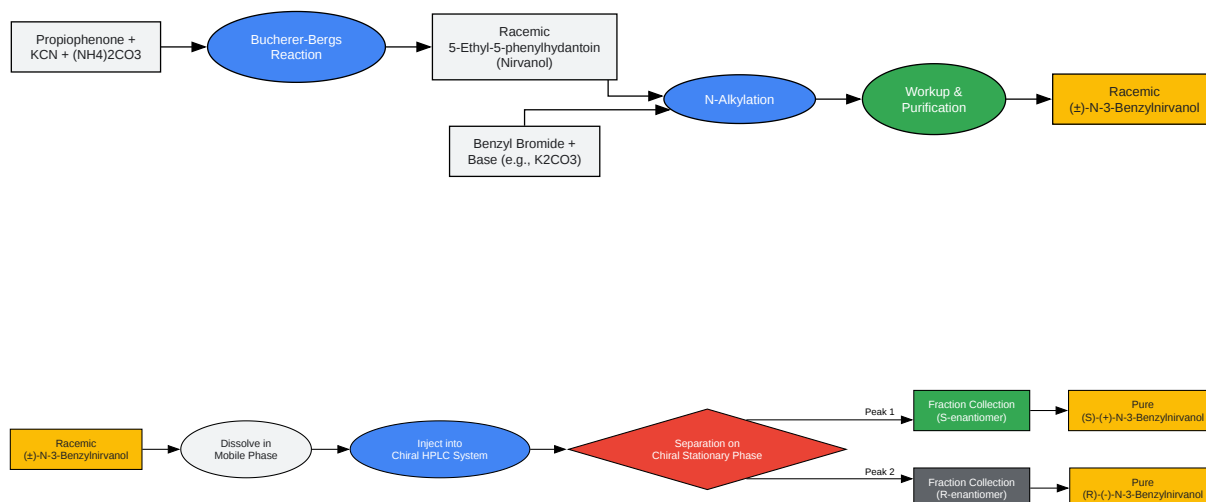 Propiophenone +
KCN + (NH4)2CO3
Bucherer-Bergs
Reaction
Racemic
5-Ethyl-5-phenylhydantoin
(Nirvanol)
Benzyl Bromide +
Base (e.g., K2CO3)
N-Alkylation
Workup &
Purification
Racemic
(±)-N-3-Benzylnirvanol
Racemic
(±)-N-3-Benzylnirvanol
Dissolve in
Mobile Phase
Inject into
Chiral HPLC System
Separation on
Chiral Stationary Phase
Peak 1
Fraction Collection
(S-enantiomer)
Pure
(S)-(+)-N-3-Benzylnirvanol
Peak 2
Fraction Collection
(R-enantiomer)
Pure
(R)-(-)-N-3-Benzylnirvanol